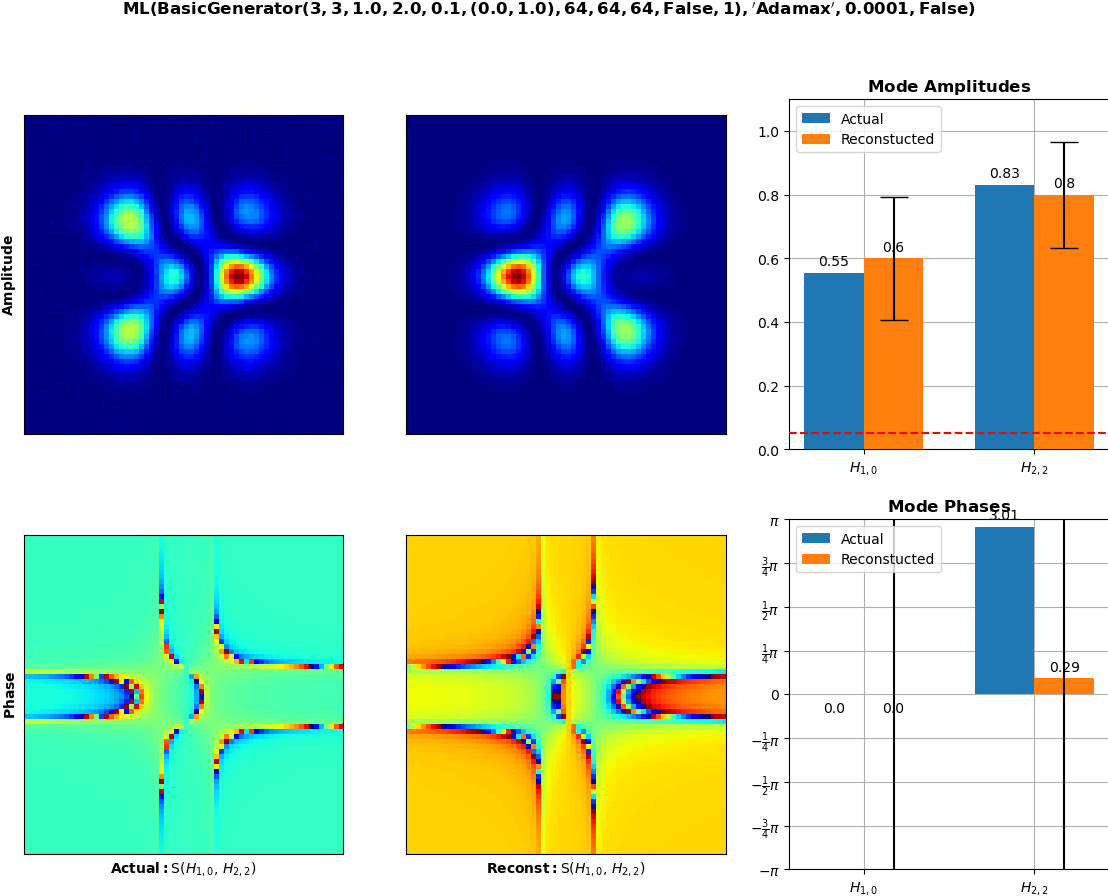 ML(BasicGenerator(3, 3, 1.0, 2.0, 0.1, (0.0, 1.0), 64, 64, 64, False, 1), ′Adamax′, 0.0001, False)
Amplitude
Mode Amplitudes
Actual
Reconstucted
1.0
0.8
0.6
0.4
0.2
0.0
0.55
0.6
0.83
0.8
H₁,₀
H₂,₂
Phase
Actual: S(H₁,₀, H₂,₂)
Reconst: S(H₁,₀, H₂,₂)
Mode Phases
Actual
Reconstucted
π
¾π
½π
¼π
0
−¼π
−½π
−¾π
−π
0.0
0.0
3.01
0.29
H₁,₀
H₂,₂